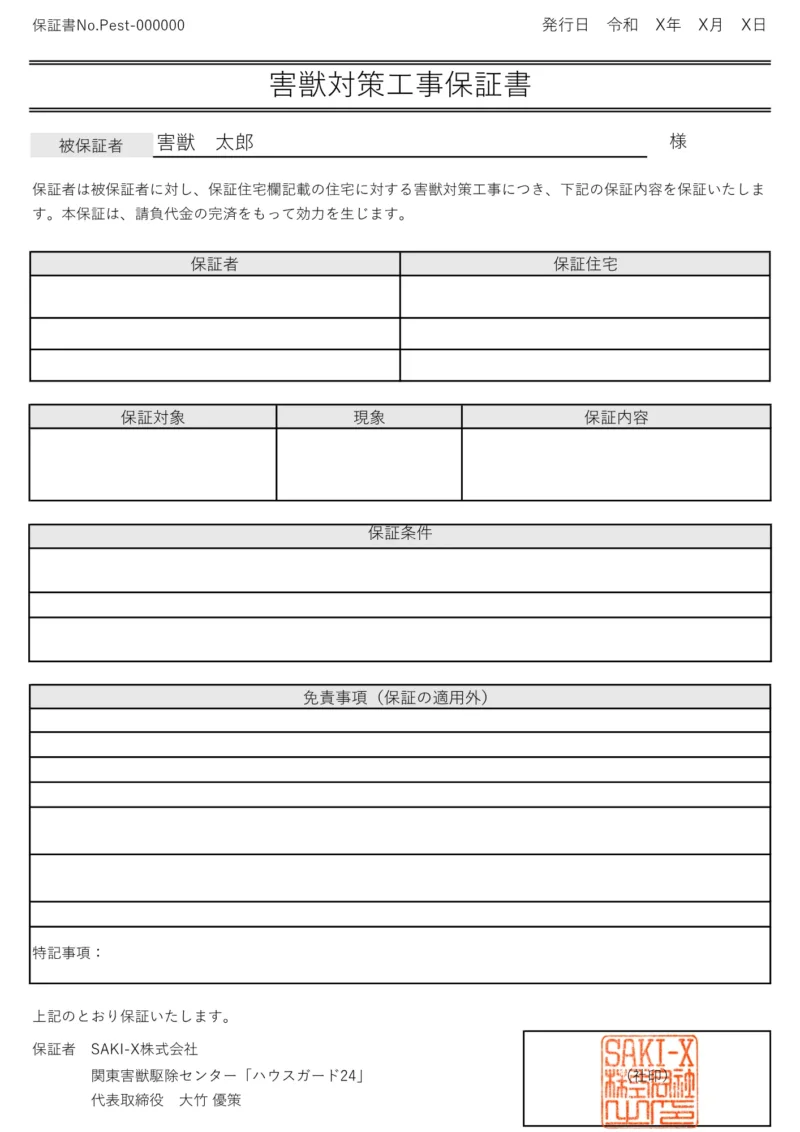 保証書No.Pest-000000
発行日　令和　X年　X月　X日
害獣対策工事保証書
被保証者 害獣　太郎 様
保証者は被保証者に対し、保証住宅欄記載の住宅に対する害獣対策工事につき、下記の保証内容を保証いたしま
す。本保証は、請負代金の完済をもって効力を生じます。
保証者 保証住宅
保証対象 現象 保証内容
保証条件
免責事項（保証の適用外）
特記事項：
上記のとおり保証いたします。
保証者　SAKI-X株式会社
関東害獣駆除センター「ハウスガード24」
代表取締役　大竹 優策
SAKI-X
（社印）